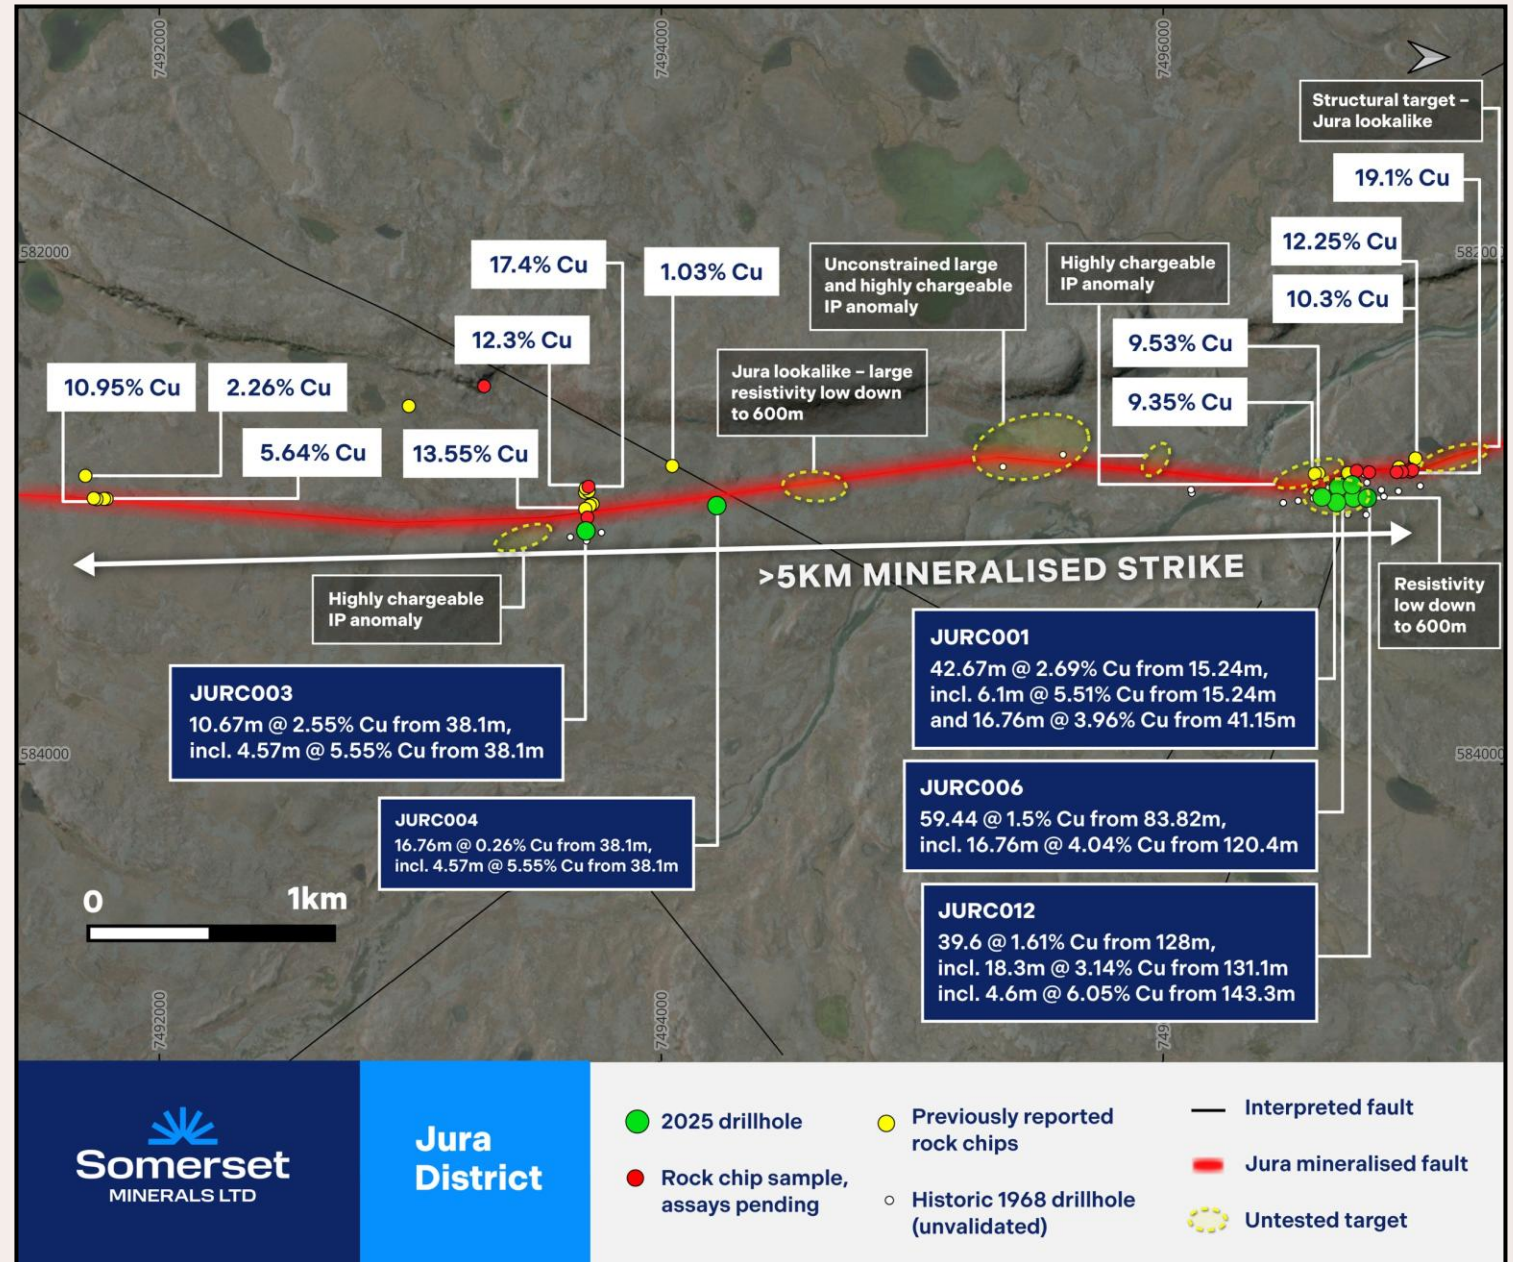 7492000
7494000
7496000
Structural target –
Jura lookalike
19.1% Cu
12.25% Cu
582000
582000
10.3% Cu
17.4% Cu
1.03% Cu
Unconstrained large
and highly chargeable
IP anomaly
Highly chargeable
IP anomaly
12.3% Cu
9.53% Cu
Jura lookalike – large
resistivity low down
to 600m
10.95% Cu
2.26% Cu
9.35% Cu
5.64% Cu
13.55% Cu
>5KM MINERALISED STRIKE
Highly chargeable
IP anomaly
Resistivity
low down
to 600m
JURC001
42.67m @ 2.69% Cu from 15.24m,
incl. 6.1m @ 5.51% Cu from 15.24m
and 16.76m @ 3.96% Cu from 41.15m
JURC003
10.67m @ 2.55% Cu from 38.1m,
incl. 4.57m @ 5.55% Cu from 38.1m
584000
584000
JURC006
59.44 @ 1.5% Cu from 83.82m,
incl. 16.76m @ 4.04% Cu from 120.4m
JURC004
16.76m @ 0.26% Cu from 38.1m,
incl. 4.57m @ 5.55% Cu from 38.1m
JURC012
39.6 @ 1.61% Cu from 128m,
incl. 18.3m @ 3.14% Cu from 131.1m
incl. 4.6m @ 6.05% Cu from 143.3m
0
1km
7492000
7494000
Somerset
MINERALS LTD
Jura
District
2025 drillhole
Rock chip sample,
assays pending
Previously reported
rock chips
Historic 1968 drillhole
(unvalidated)
Interpreted fault
Jura mineralised fault
Untested target